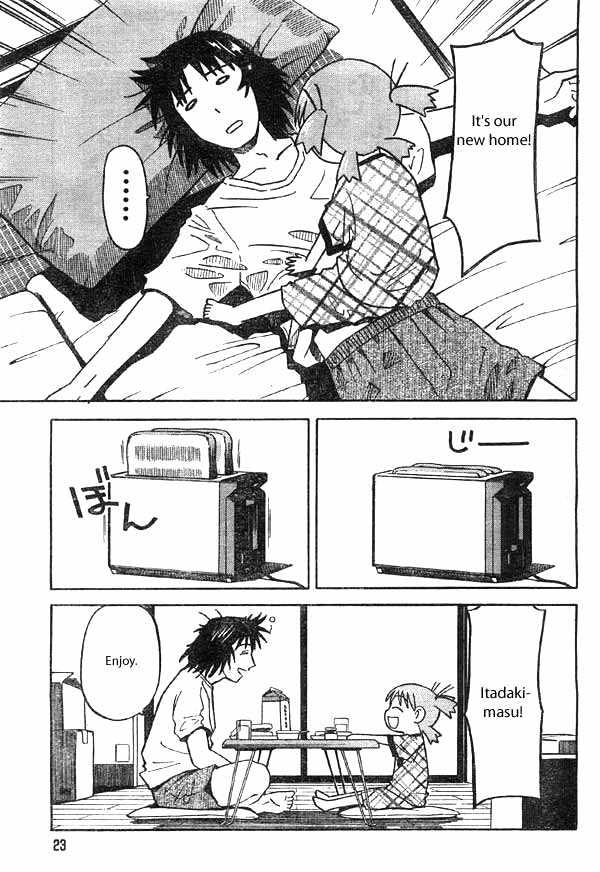 It's our
new home!
......
じー
ぼん
Itadaki-
masu!
Enjoy.
23